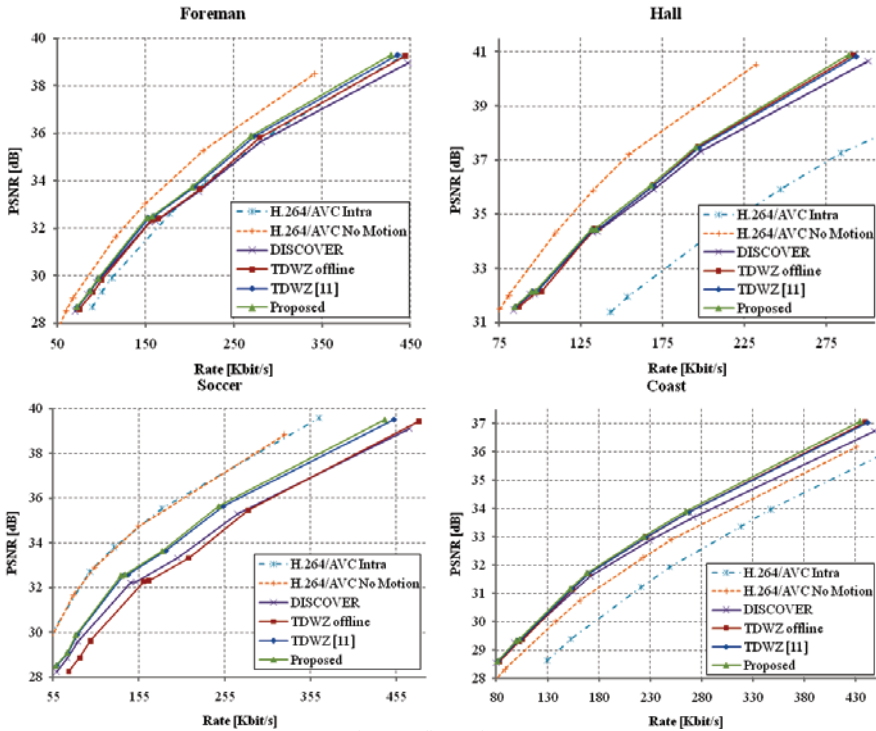 Foreman
PSNR [dB]
40
38
36
34
32
30
28
50
150
250
350
450
Rate [Kbit/s]
H.264/AVC Intra
H.264/AVC No Motion
DISCOVER
TDWZ offline
TDWZ [11]
Proposed
Hall
PSNR [dB]
41
40
38
37
35
34
32
31
75
125
175
225
275
Rate [Kbit/s]
H.264/AVC Intra
H.264/AVC No Motion
DISCOVER
TDWZ offline
TDWZ [11]
Proposed
Soccer
PSNR [dB]
40
38
36
34
32
30
28
55
155
255
355
455
Rate [Kbit/s]
H.264/AVC Intra
H.264/AVC No Motion
DISCOVER
TDWZ offline
TDWZ [11]
Proposed
Coast
PSNR [dB]
37
36
35
34
33
32
31
30
29
28
80
130
180
230
280
330
380
430
Rate [Kbit/s]
H.264/AVC Intra
H.264/AVC No Motion
DISCOVER
TDWZ offline
TDWZ [11]
Proposed